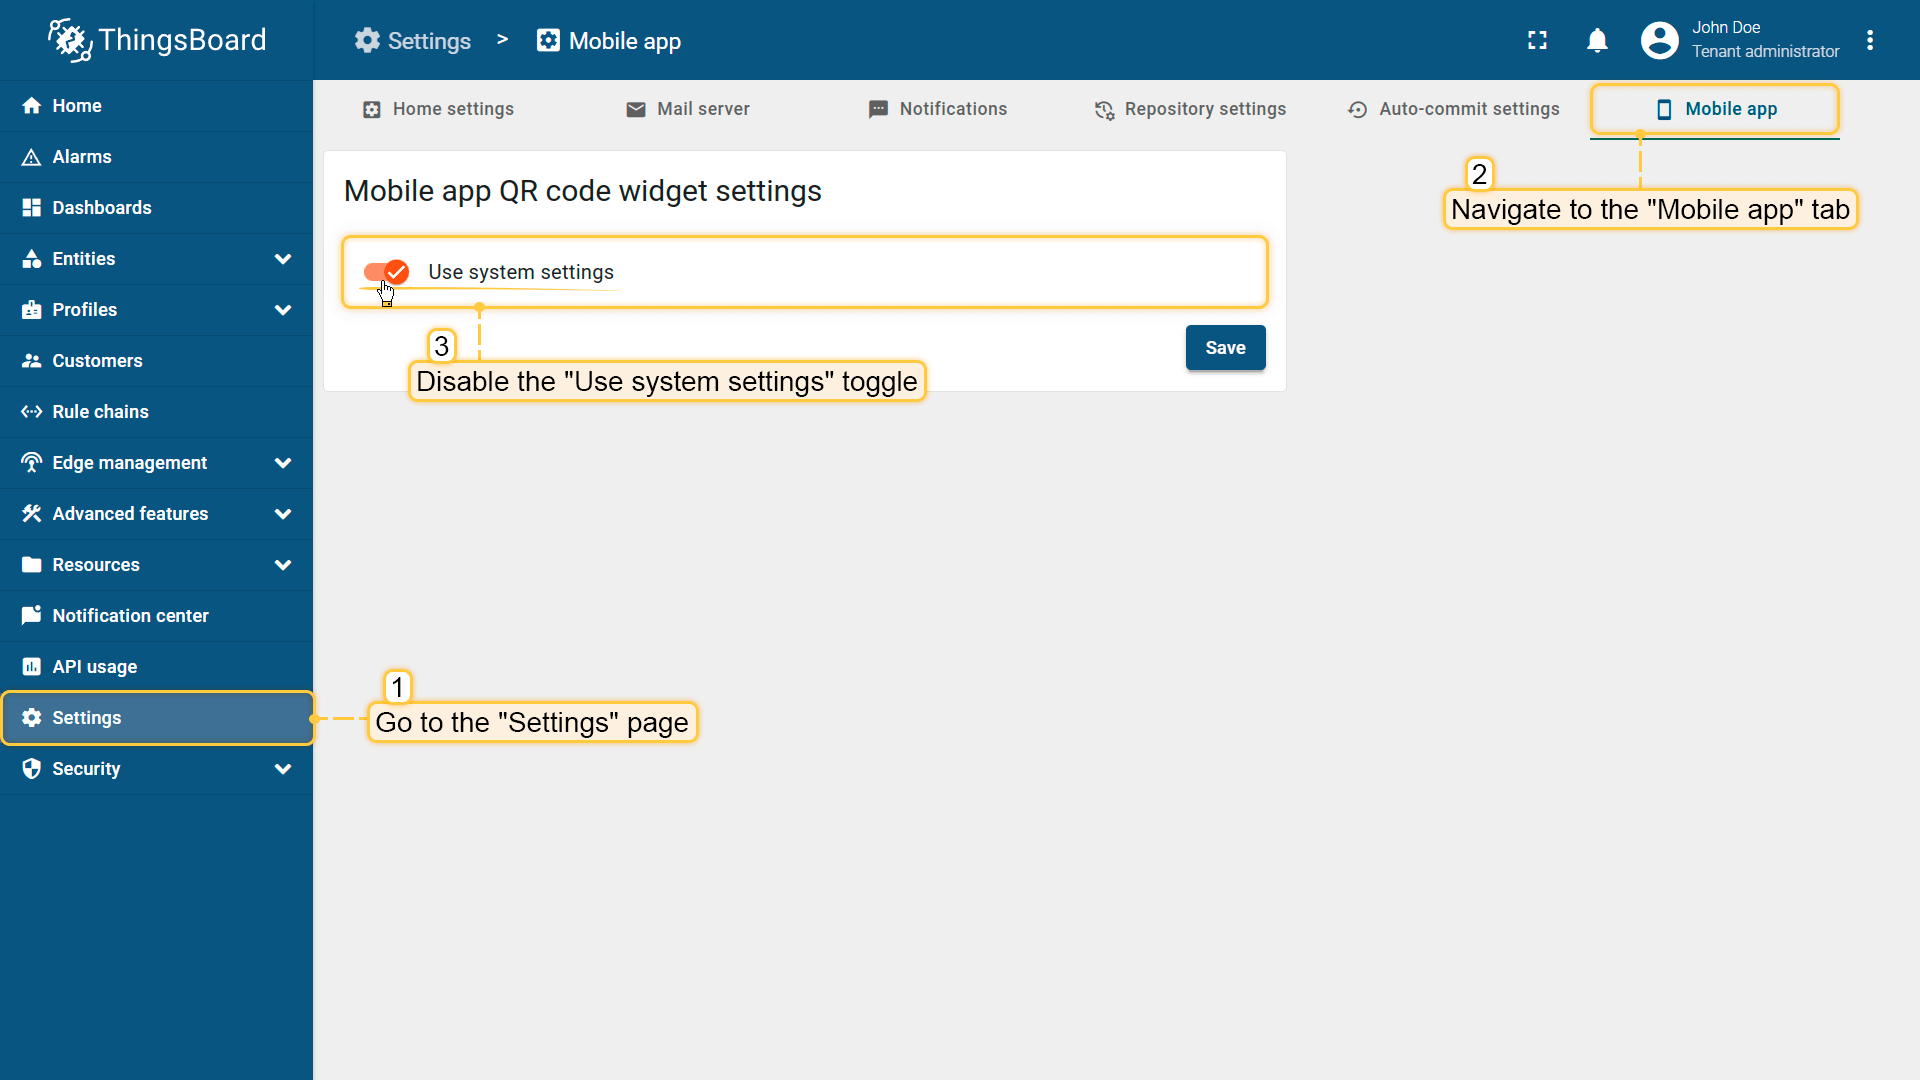 ThingsBoard
Settings > Mobile app
John Doe
Tenant administrator
Home
Alarms
Dashboards
Entities
Profiles
Customers
Rule chains
Edge management
Advanced features
Resources
Notification center
API usage
Settings
Security
Home settings
Mail server
Notifications
Repository settings
Auto-commit settings
Mobile app
2
Navigate to the "Mobile app" tab
Mobile app QR code widget settings
Use system settings
3
Disable the "Use system settings" toggle
Save
1
Go to the "Settings" page